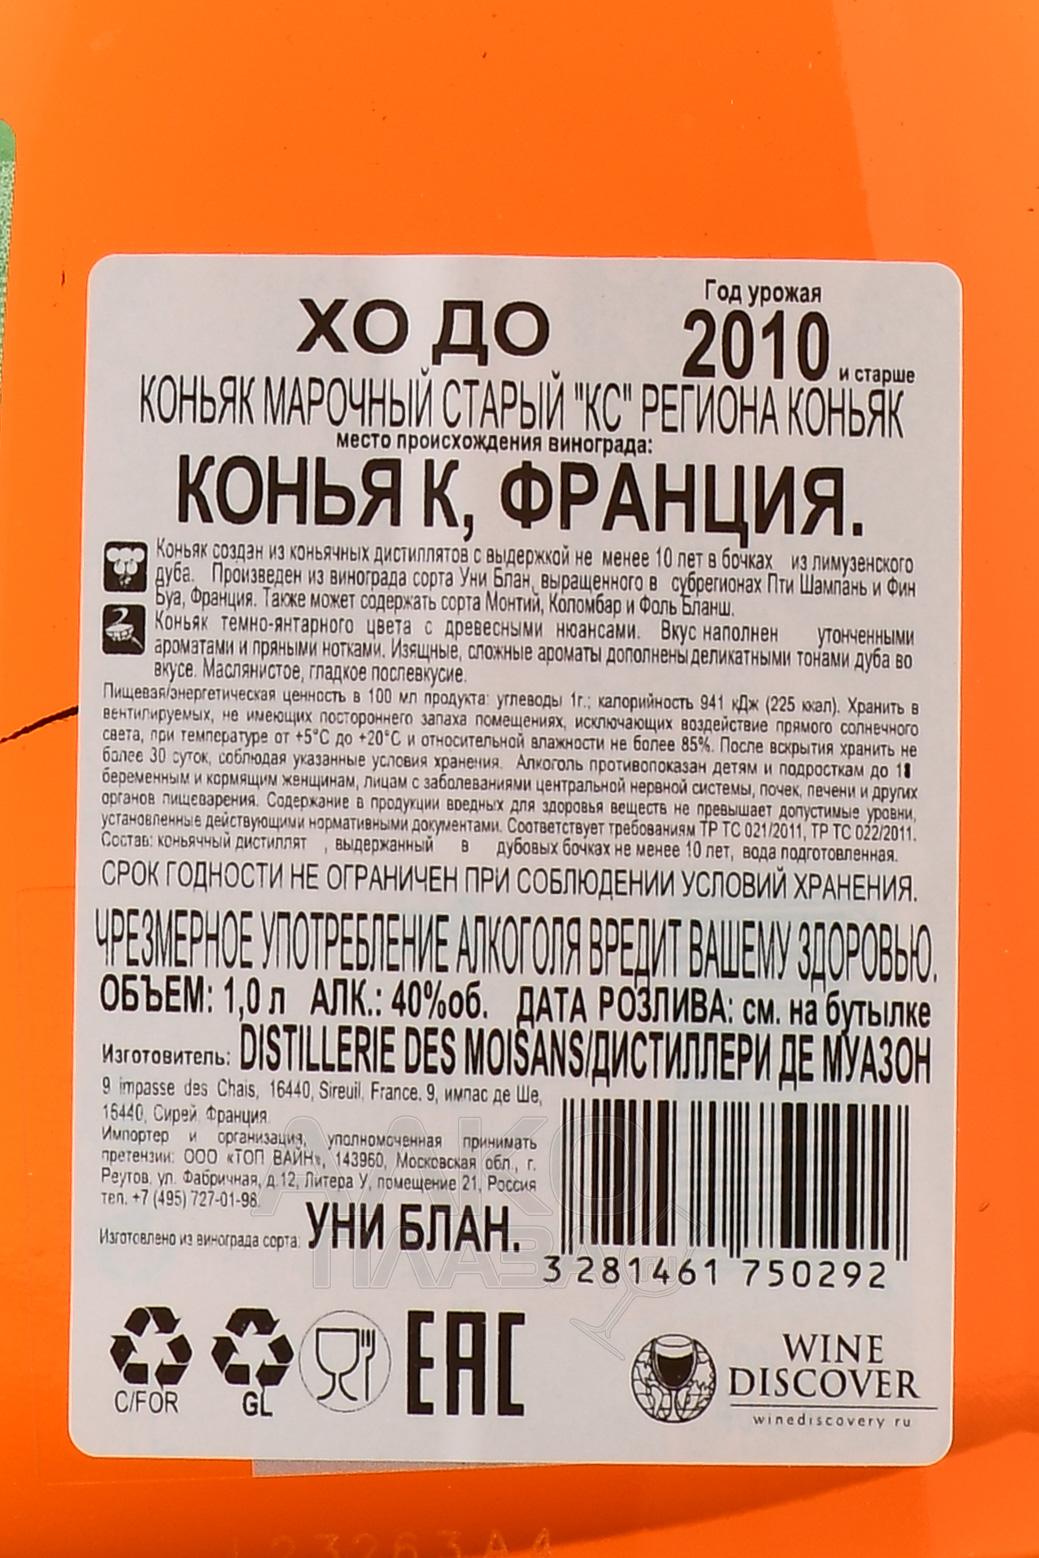 ХО ДО
Год урожая
2010 и старше
КОНЬЯК МАРОЧНЫЙ СТАРЫЙ "КС" РЕГИОНА КОНЬЯК
место происхождения винограда:
КОНЬЯ К, ФРАНЦИЯ.
Коньяк создан из коньячных дистиллятов с выдержкой не менее 10 лет в бочках из лимузенского
дуба. Произведен из винограда сорта Уни Блан, выращенного в субрегионах Пти Шампань и Фин
Буа, Франция. Также может содержать сорта Монтий, Коломбар и Фоль Бланш.
Коньяк темно-янтарного цвета с древесными нюансами. Вкус наполнен утонченными
ароматами и пряными нотками. Изящные, сложные ароматы дополнены деликатными тонами дуба во
вкусе. Маслянистое, гладкое послевкусие.
Пищевая/энергетическая ценность в 100 мл продукта: углеводы 1г.; калорийность 941 кДж (225 ккал). Хранить в
вентилируемых, не имеющих постороннего запаха помещениях, исключающих воздействие прямого солнечного
света, при температуре от +5°С до +20°С и относительной влажности не более 85%. После вскрытия хранить не
более 30 суток, соблюдая указанные условия хранения. Алкоголь противопоказан детям и подросткам до 18
беременным и кормящим женщинам, лицам с заболеваниями центральной нервной системы, почек, печени и других
органов пищеварения. Содержание в продукции вредных для здоровья веществ не превышает допустимые уровни,
установленные действующими нормативными документами. Соответствует требованиям ТР ТС 021/2011, ТР ТС 022/2011.
Состав: коньячный дистиллят , выдержанный в дубовых бочках не менее 10 лет, вода подготовленная.
СРОК ГОДНОСТИ НЕ ОГРАНИЧЕН ПРИ СОБЛЮДЕНИИ УСЛОВИЙ ХРАНЕНИЯ.
ЧРЕЗМЕРНОЕ УПОТРЕБЛЕНИЕ АЛКОГОЛЯ ВРЕДИТ ВАШЕМУ ЗДОРОВЬЮ.
ОБЪЕМ: 1,0 л АЛК.: 40%об. ДАТА РОЗЛИВА: см. на бутылке
Изготовитель: DISTILLERIE DES MOISANS/ДИСТИЛЛЕРИ ДЕ МУАЗОН
9 impasse des Chais, 16440, Sireuil, France. 9, импас де Ше,
16440, Сирей, Франция.
Импортер и организация, уполномоченная принимать
претензии: ООО «ТОП ВАЙН», 143960, Московская обл., г.
Реутов, ул. Фабричная, д.12, Литера У, помещение 21, Россия
тел. +7 (495) 727-01-98.
Изготовлено из винограда сорта: УНИ БЛАН.
3 281461 750292
C/FOR
GL
EAC
WINE
DISCOVERY
winediscovery ru
АЛКО
ПЛАЗА.ru
L23263A4